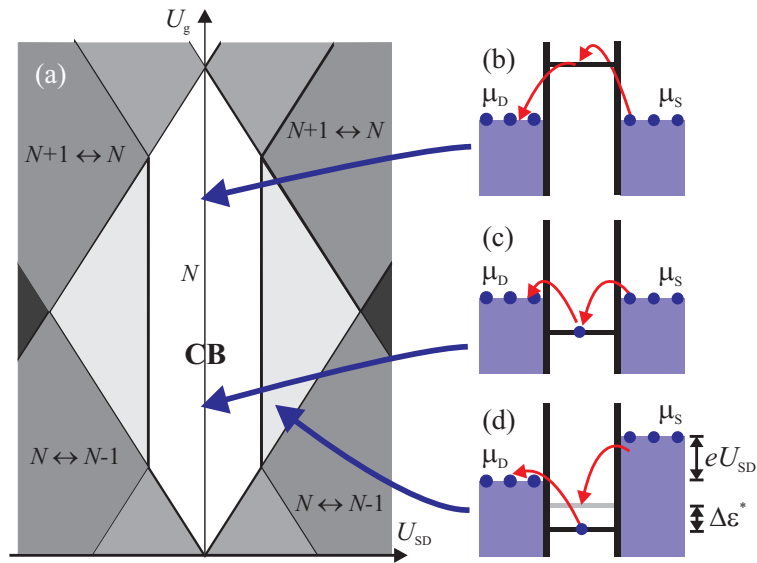 U_g
(a)
N+1 ↔ N
N+1 ↔ N
N
CB
N ↔ N-1
N ↔ N-1
U_SD
(b)
μ_D
μ_S
(c)
μ_D
μ_S
(d)
μ_S
μ_D
eU_SD
Δε*